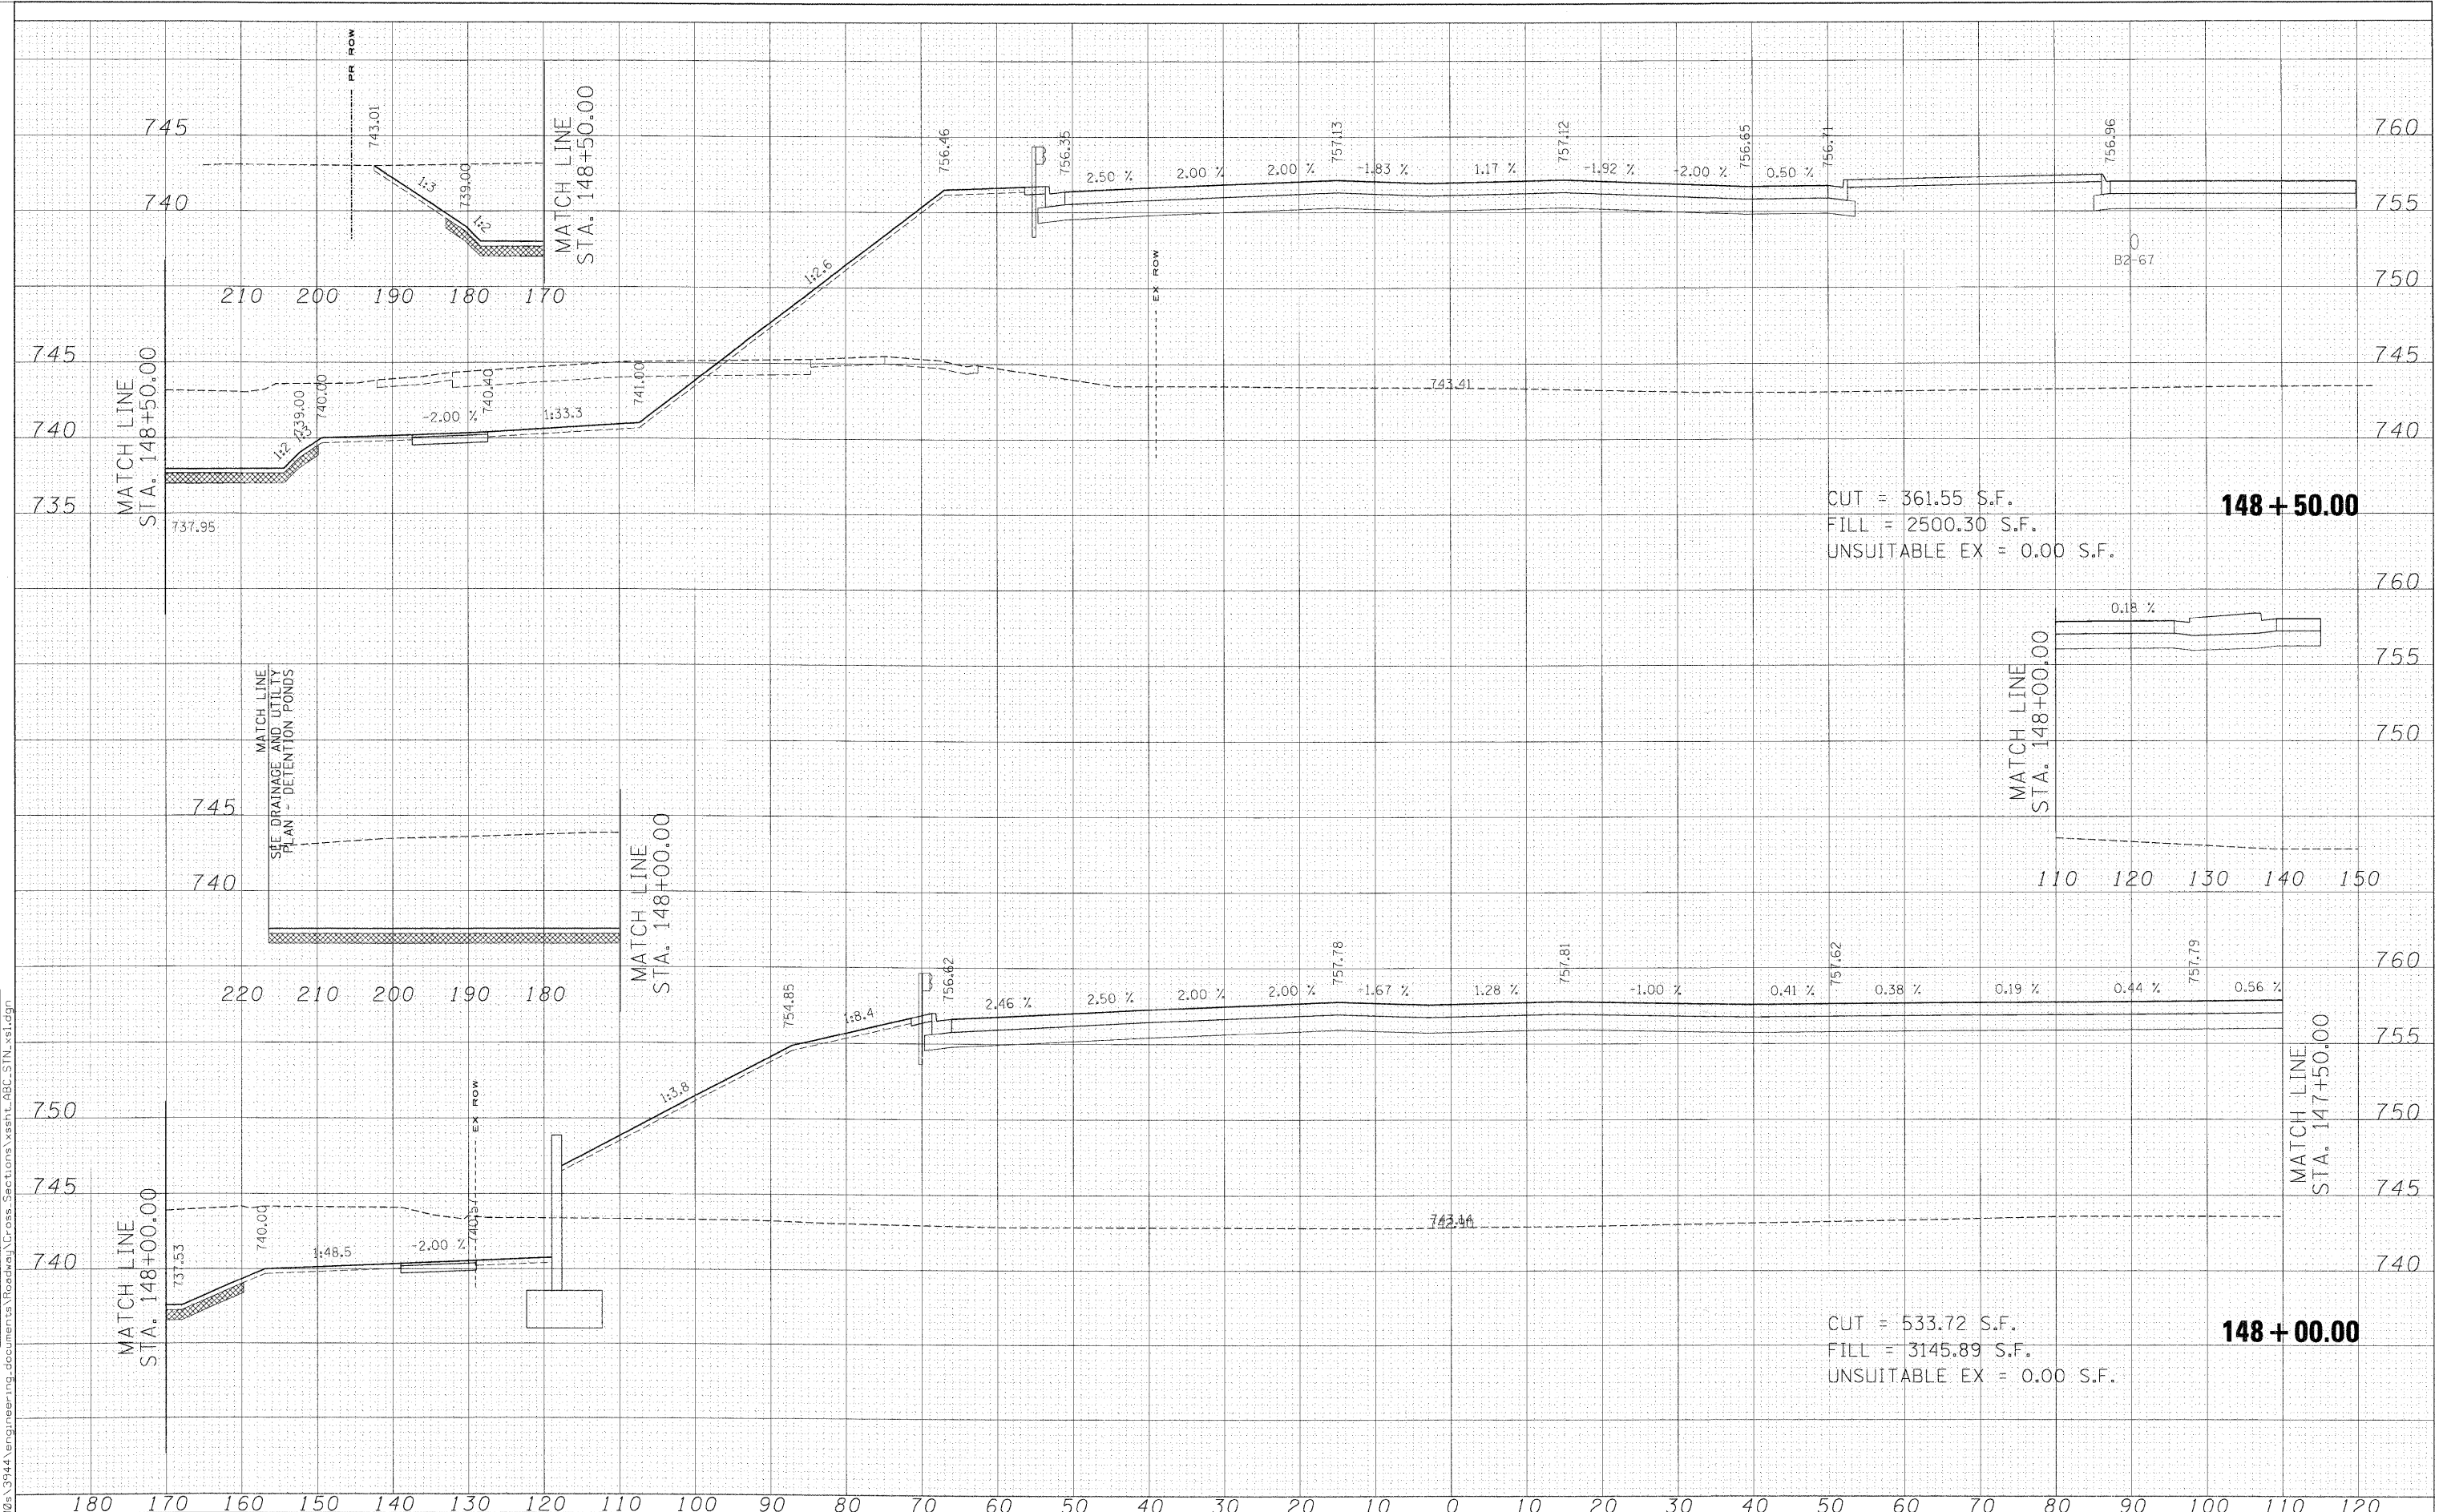 PR ROW
745
743.01
1:3
739.00
1:2
740
MATCH LINE
STA. 148+50.00
210 200 190 180 170
756.46
756.35
2.50 %
2.00 %
2.00 %
757.13
-1.83 %
1.17 %
757.12
-1.92 %
-2.00 %
756.65
0.50 %
756.71
756.96
760
755
B2-67
750
EX ROW
1:2.6
745
MATCH LINE
STA. 148+50.00
739.00
740.00
-2.00 %
740.40
1:33.3
741.00
743.41
745
740
1:2
1:3
740
735
737.95
CUT = 361.55 S.F.
FILL = 2500.30 S.F.
UNSUITABLE EX = 0.00 S.F.
148+50.00
760
0.18 %
755
MATCH LINE
STA. 148+00.00
750
110 120 130 140 150
MATCH LINE
SEE DRAINAGE AND UTILTY
PLAN - DETENTION PONDS
745
740
MATCH LINE
STA. 148+00.00
220 210 200 190 180
754.85
1:8.4
756.62
2.46 %
2.50 %
2.00 %
2.00 %
757.78
-1.67 %
1.28 %
757.81
-1.00 %
0.41 %
757.62
0.38 %
0.19 %
0.44 %
757.79
0.56 %
760
755
MATCH LINE
STA. 147+50.00
750
EX ROW
1:3.8
750
745
MATCH LINE
STA. 148+00.00
737.53
740.00
1:48.5
-2.00 %
745
740
740
CUT = 533.72 S.F.
FILL = 3145.89 S.F.
UNSUITABLE EX = 0.00 S.F.
148+00.00
180 170 160 150 140 130 120 110 100 90 80 70 60 50 40 30 20 10 0 10 20 30 40 50 60 70 80 90 100 110 120